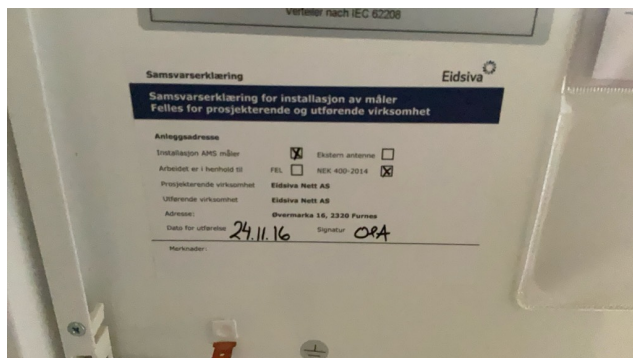 Verteiler nach IEC 62208
Samsvarserklæring
Eidsiva
Samsvarserklæring for installasjon av måler
Felles for prosjekterende og utførende virksomhet
Anleggsadresse
Installasjon AMS måler Ekstern antenne
Arbeidet er i henhold til FEL NEK 400-2014
Prosjekterende virksomhet Eidsiva Nett AS
Utførende virksomhet Eidsiva Nett AS
Adresse: Øvermarka 16, 2320 Furnes
Dato for utførelse 24.11.16 Signatur
Merknader: